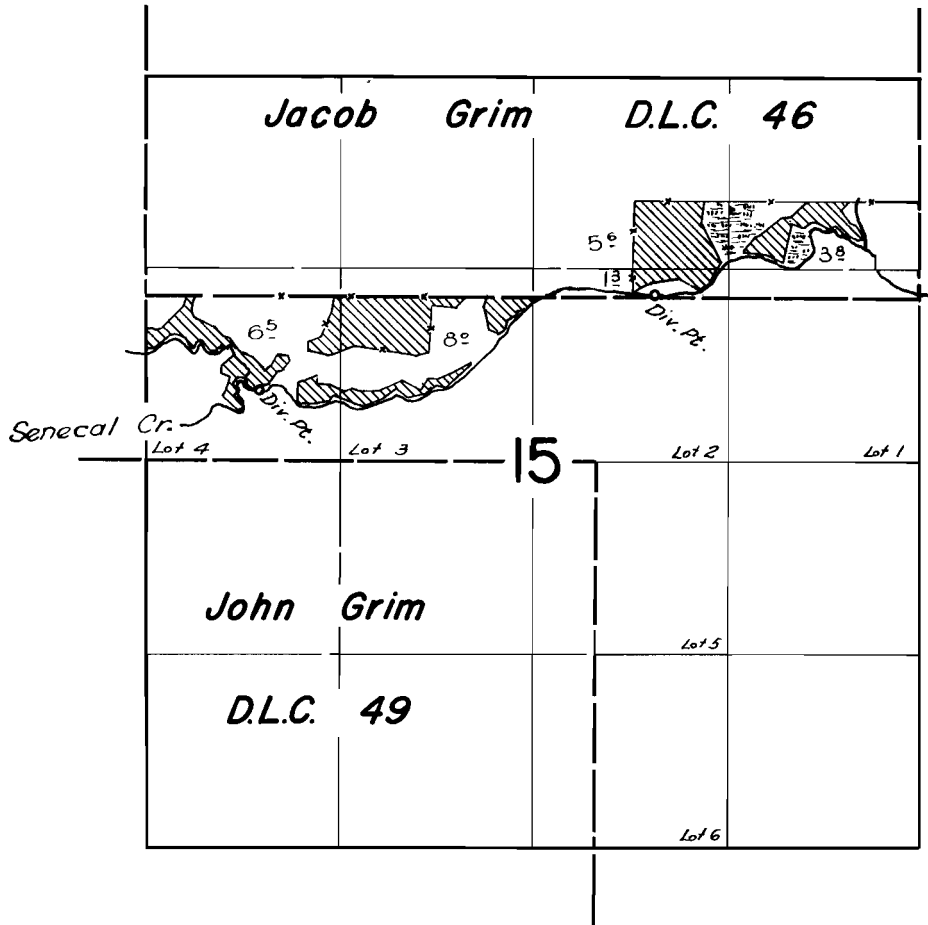 Jacob Grim D.L.C. 46
5 6
3 8
1 3
6 5
8 0
Div. Pt.
Div. Pt.
Senecal Cr.
Lot 4 Lot 3 15 Lot 2 Lot 1
John Grim
Lot 5
D.L.C. 49
Lot 6